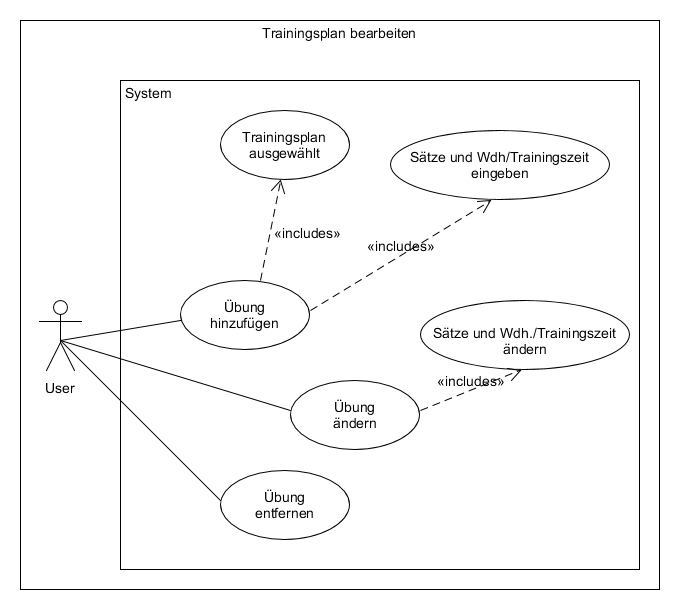 Trainingsplan bearbeiten
System
Trainingsplan
ausgewählt
Sätze und Wdh/Trainingszeit
eingeben
«includes»
«includes»
Übung
hinzufügen
Sätze und Wdh./Trainingszeit
ändern
User
«includes»
Übung
ändern
Übung
entfernen